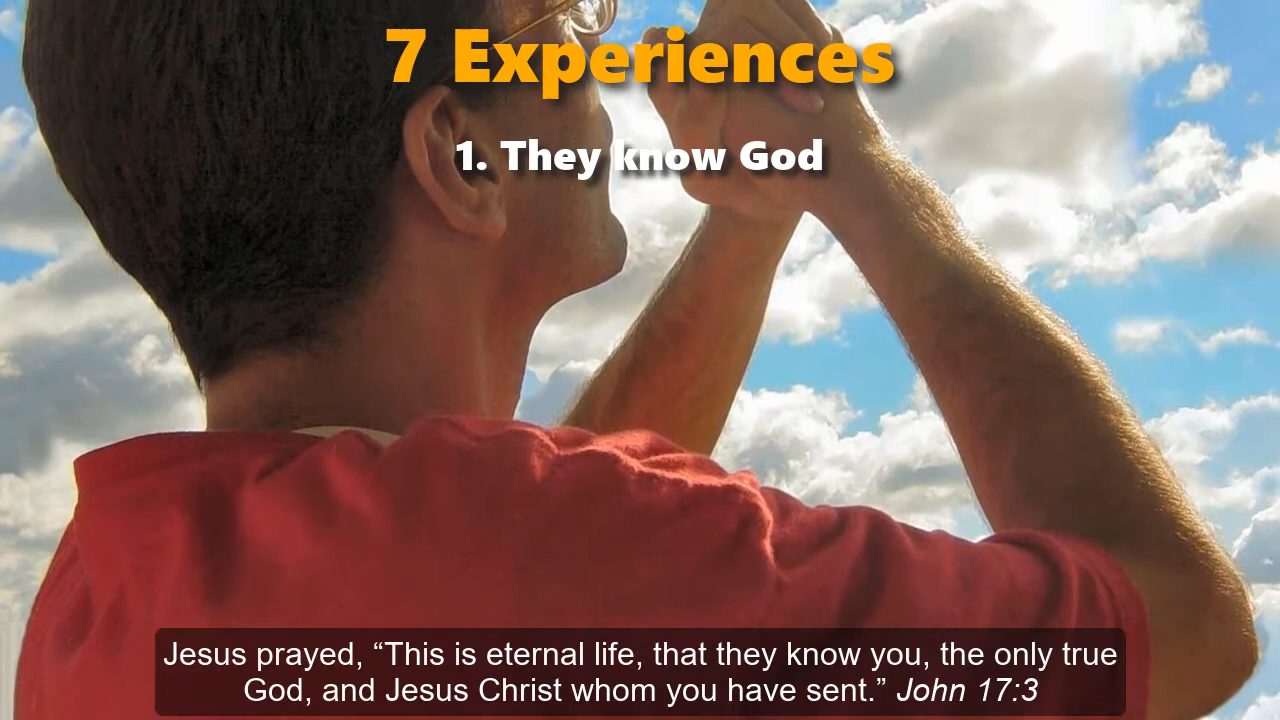 7 Experiences
1. They know God
Jesus prayed, “This is eternal life, that they know you, the only true
God, and Jesus Christ whom you have sent.” John 17:3